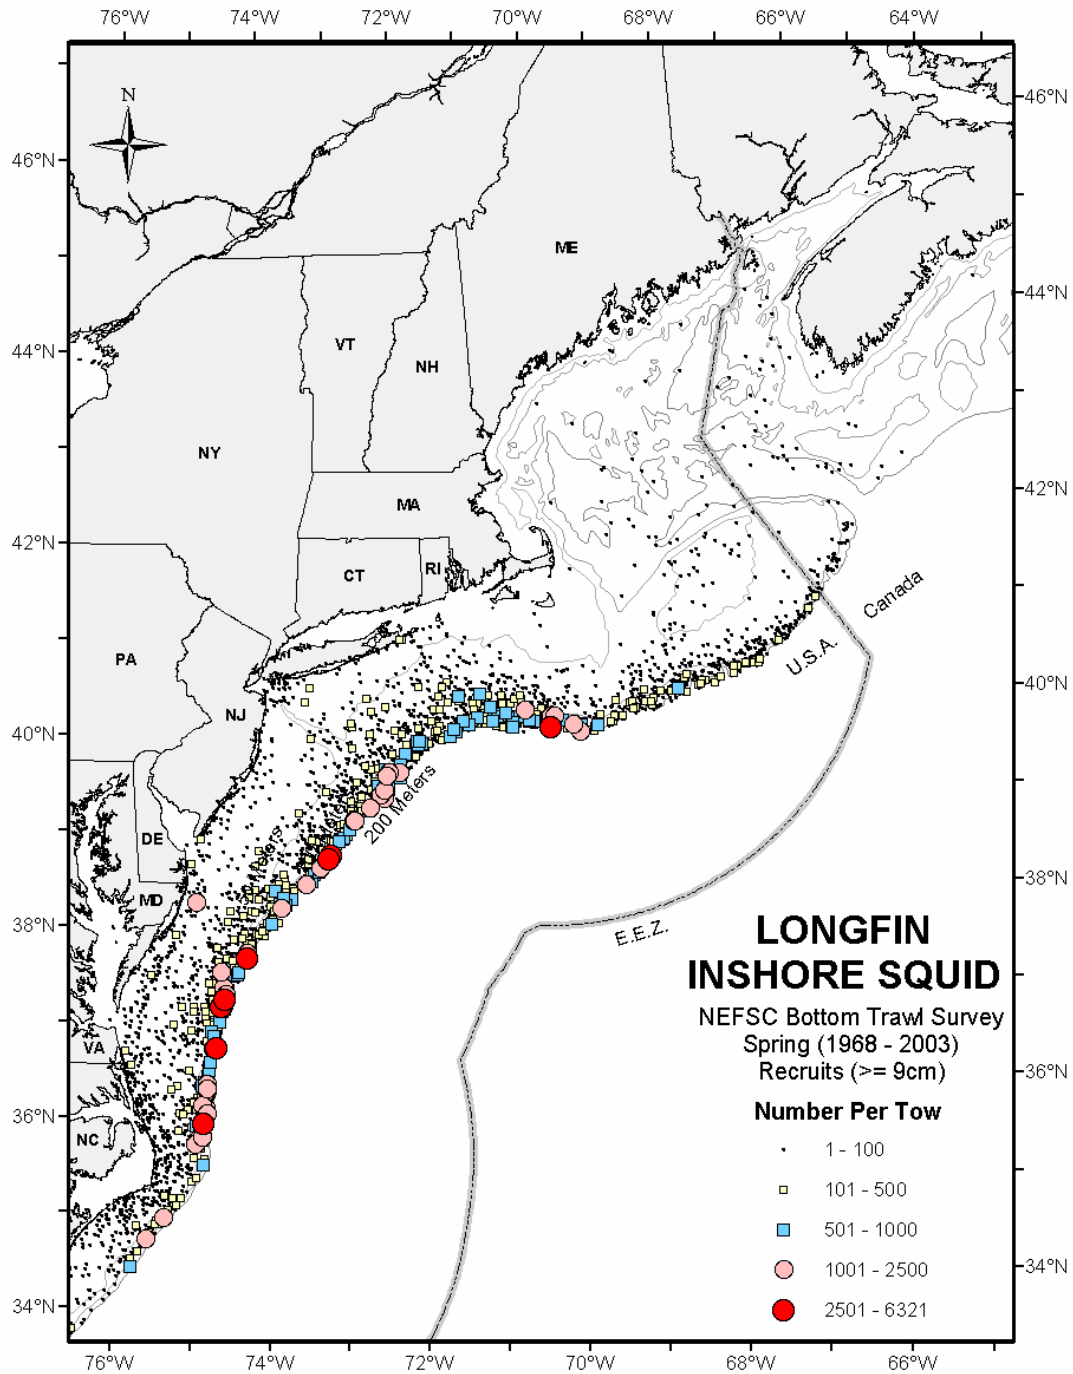 76°W 74°W 72°W 70°W 68°W 66°W 64°W
N
46°N
46°N
ME
44°N
44°N
VT
NH
NY
42°N
MA
42°N
CT
RI
Canada
PA
U.S.A.
40°N
NJ
40°N
200 Meters
DE
38°N
MD
38°N
E.E.Z.
LONGFIN
INSHORE SQUID
NEFSC Bottom Trawl Survey
Spring (1968 - 2003)
Recruits (>= 9cm)
VA
36°N
36°N
Number Per Tow
NC
1 - 100
101 - 500
501 - 1000
34°N
1001 - 2500
34°N
2501 - 6321
76°W 74°W 72°W 70°W 68°W 66°W